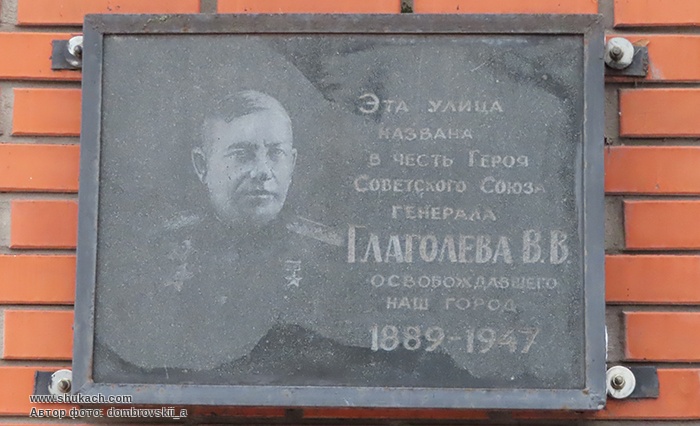 Эта улица
названа
в честь Героя
Советского Союза
генерала
Глаголева В.В.
освобождавшего
наш город
1889-1947
www.shukach.com
Автор фото: dombrovskii_a